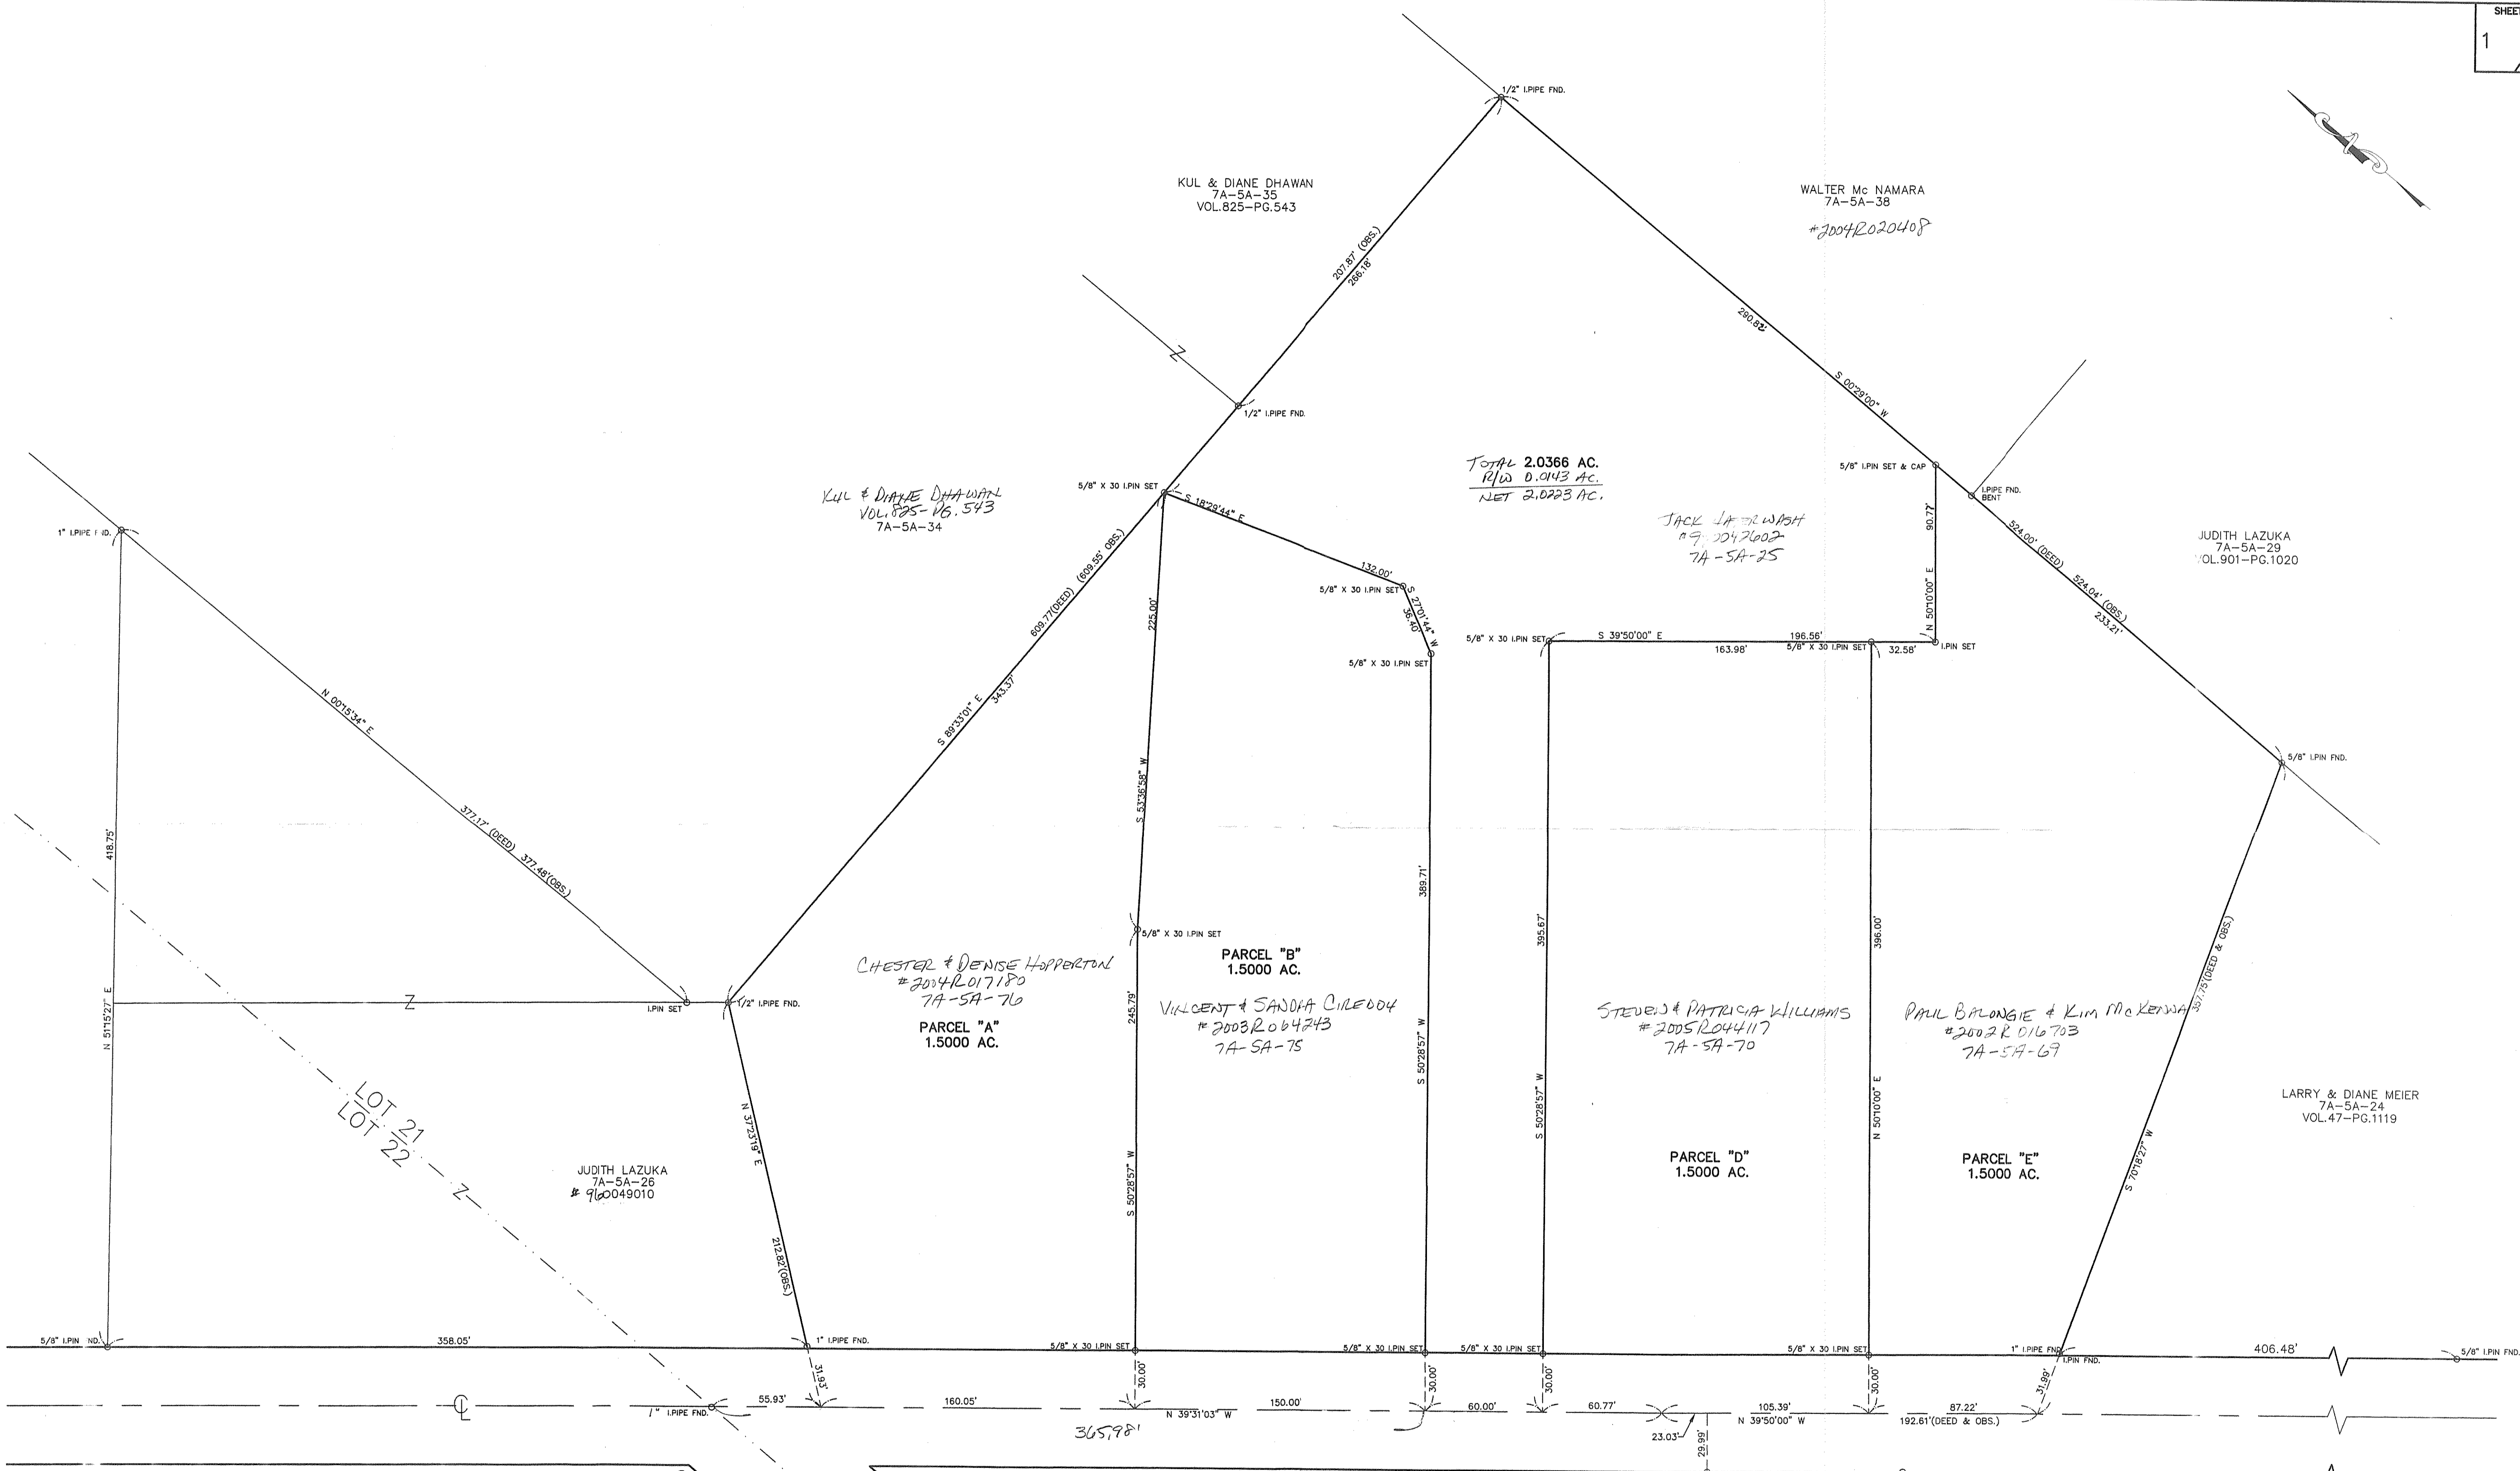 SHEET
1
1/2" I.PIPE FND.
KUL & DIANE DHAWAN
7A-5A-35
VOL.825-PG.543
WALTER Mc NAMARA
7A-5A-38
#2004R020408
207.87' (OBS.)
266.18'
290.82'
S 00°29'00" W
Z
1/2" I.PIPE FND.
5/8" I.PIN SET & CAP
I.PIPE FND.
BENT
TOTAL 2.0366 AC.
R/W 0.0143 AC.
NET 2.0223 AC.
5/8" X 30 I.PIN SET
S 18°29'44" E
132.00'
KUL & DIANE DHAWAN
VOL.825-PG.543
7A-5A-34
JACK
7A-5A-25
90.77'
N 50°10'00" E
524.00' (DEED)
524.04' (OBS.)
233.21'
JUDITH LAZUKA
7A-5A-29
VOL.901-PG.1020
1" I.PIPE
609.77(DEED) (609.55' OBS.)
S 89°33'01" E
343.37'
225.00'
S 53°36'58" W
5/8" X 30 I.PIN SET
S 27°01'44" W
36.40'
5/8" X 30 I.PIN SET
5/8" X 30 I.PIN SET
S 39°50'00" E
196.56'
163.98'
5/8" X 30 I.PIN SET
32.58'
I.PIN SET
N 00°15'34" E
377.17' (DEED) 377.48'(OBS.)
418.75'
N 51°15'27" E
5/8" I.PIN FND.
5/8" X 30 I.PIN SET
389.71'
S 50°28'57" W
395.67'
S 50°28'57" W
396.00'
N 50°10'00" E
357.75'(DEED & OBS.)
S 70°18'27" W
Z
I.PIN SET
1/2" I.PIPE FND.
CHESTER & DENISE HOPPERTON
#2004R017180
7A-5A-76
PARCEL "A"
1.5000 AC.
PARCEL "B"
1.5000 AC.
VINCENT & SANDRA CIREDDY
#2003R064243
7A-5A-75
245.79'
S 50°28'57" W
STEVEN & PATRICIA WILLIAMS
#2005R044117
7A-5A-70
PAUL BALONGIE & KIM McKENNA
#2002R016703
7A-5A-69
LARRY & DIANE MEIER
7A-5A-24
VOL.47-PG.1119
PARCEL "D"
1.5000 AC.
PARCEL "E"
1.5000 AC.
LOT 21
LOT 22
Z
N 37°23'19" E
212.82'(OBS.)
JUDITH LAZUKA
7A-5A-26
# 960049010
5/8" I.PIN
358.05'
1" I.PIPE FND.
5/8" X 30 I.PIN SET
5/8" X 30 I.PIN SET
5/8" X 30 I.PIN SET
5/8" X 30 I.PIN SET
1" I.PIPE FND.
I.PIN FND.
406.48'
5/8" I.PIN FND.
31.93'
30.00'
30.00'
30.00'
30.00'
31.99'
1" I.PIPE FND.
55.93'
160.05'
N 39°31'03" W
150.00'
60.00'
60.77'
105.39'
N 39°50'00" W
87.22'
192.61'(DEED & OBS.)
365.98'
23.03'
29.99'